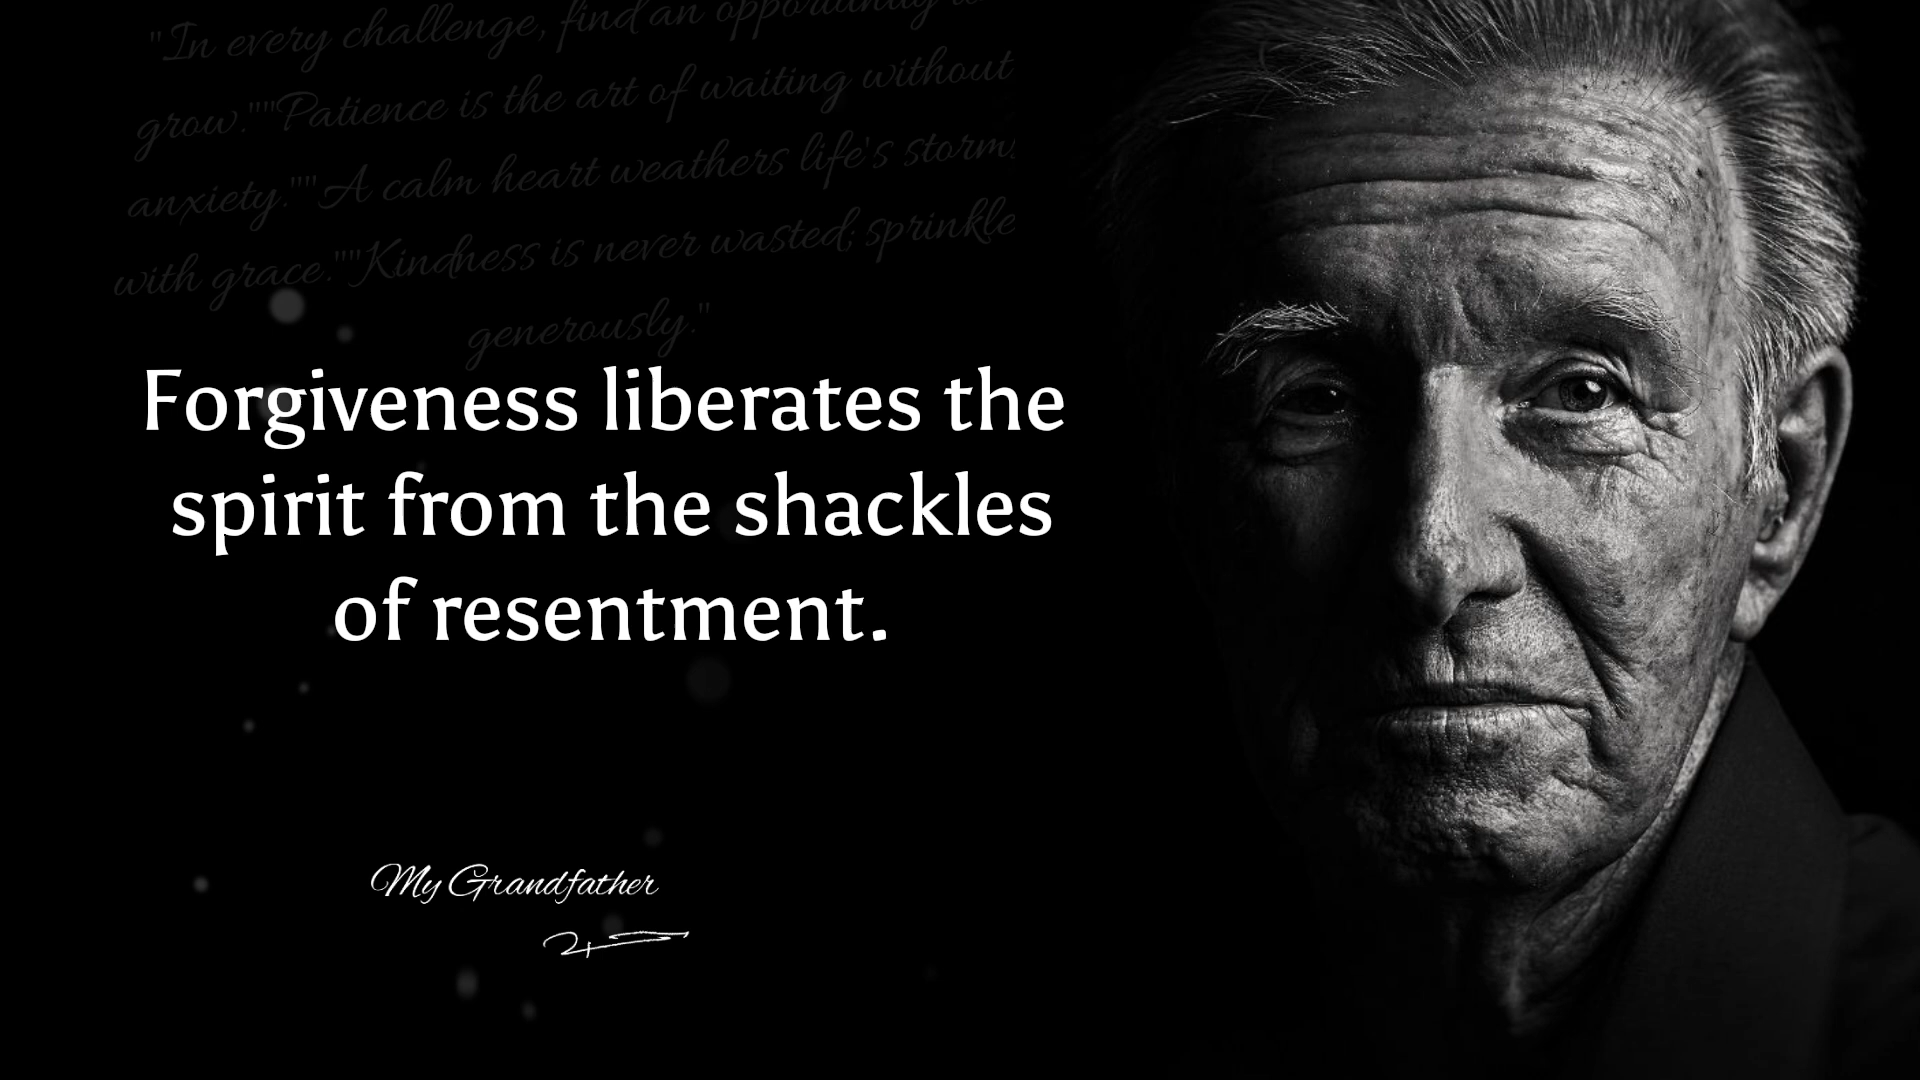 "In every challenge, find an opportunity to
grow.""Patience is the art of waiting without
anxiety.""A calm heart weathers life's storms
with grace.""Kindness is never wasted; sprinkle
generously."
Forgiveness liberates the
spirit from the shackles
of resentment.
My Grandfather